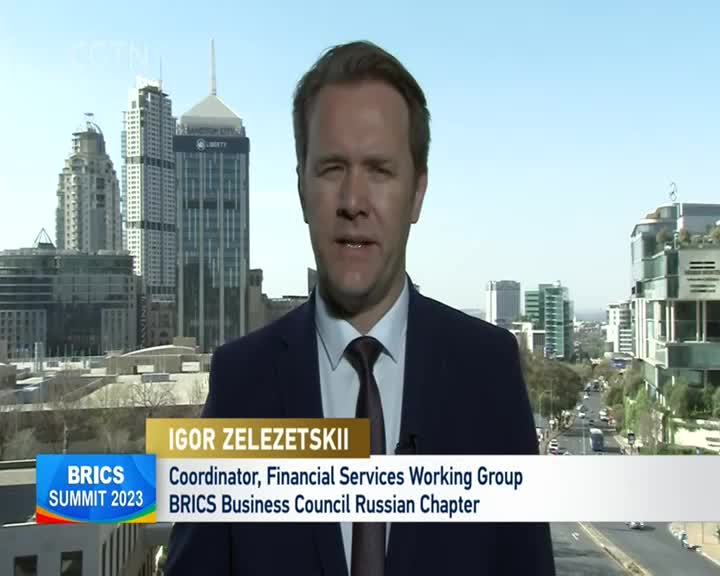 CGTN
SANDTON CITY
LIBERTY
IGOR ZELEZETSKII
Coordinator, Financial Services Working Group
BRICS Business Council Russian Chapter
BRICS
SUMMIT 2023